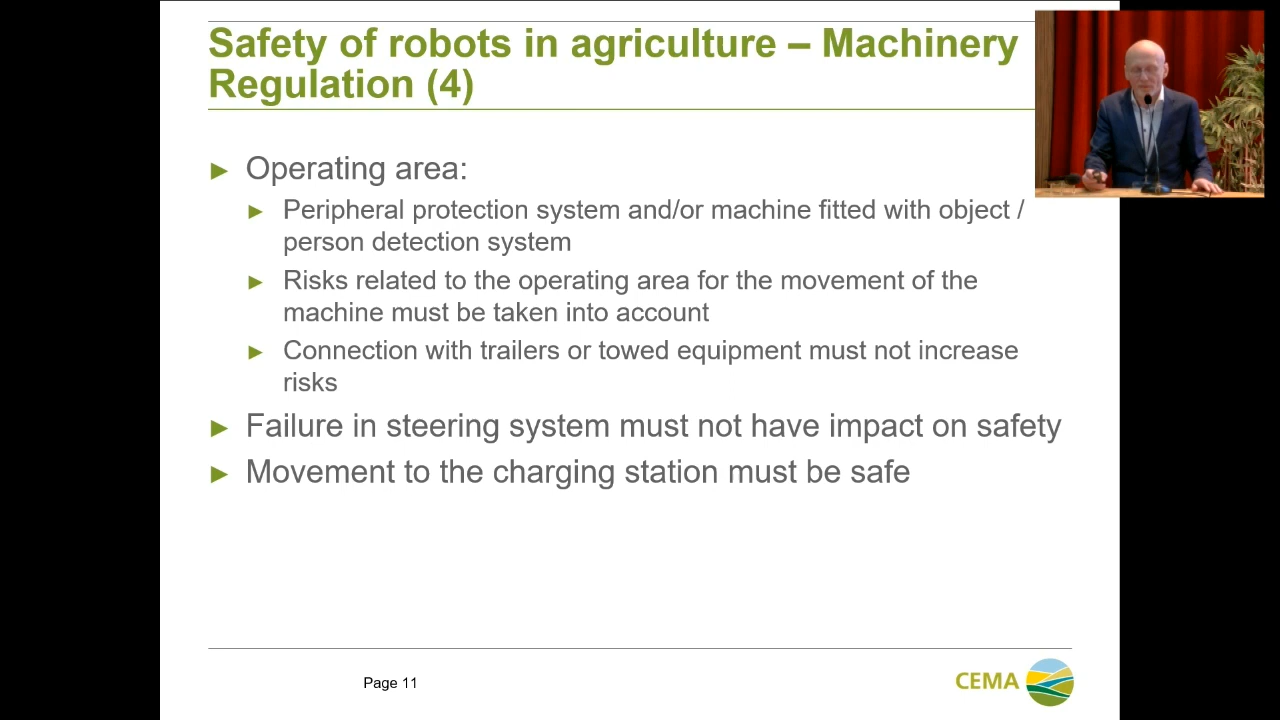 Safety of robots in agriculture – Machinery
Regulation (4)
► Operating area:
► Peripheral protection system and/or machine fitted with object /
person detection system
► Risks related to the operating area for the movement of the
machine must be taken into account
► Connection with trailers or towed equipment must not increase
risks
► Failure in steering system must not have impact on safety
► Movement to the charging station must be safe
Page 11
CEMA